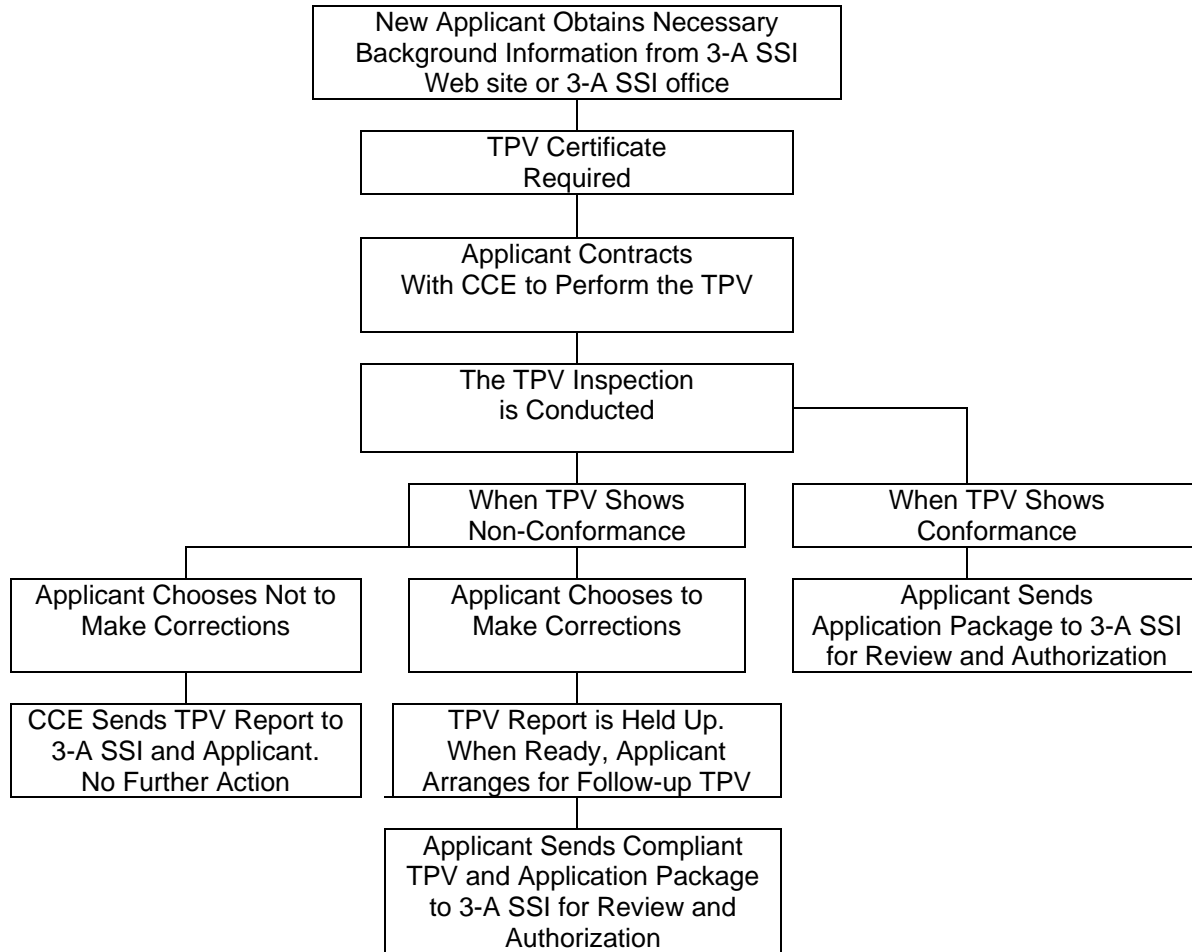 New Applicant Obtains Necessary
Background Information from 3-A SSI
Web site or 3-A SSI office
TPV Certificate
Required
Applicant Contracts
With CCE to Perform the TPV
The TPV Inspection
is Conducted
When TPV Shows
Non-Conformance
When TPV Shows
Conformance
Applicant Chooses Not to
Make Corrections
Applicant Chooses to
Make Corrections
Applicant Sends
Application Package to 3-A SSI
for Review and Authorization
CCE Sends TPV Report to
3-A SSI and Applicant.
No Further Action
TPV Report is Held Up.
When Ready, Applicant
Arranges for Follow-up TPV
Applicant Sends Compliant
TPV and Application Package
to 3-A SSI for Review and
Authorization